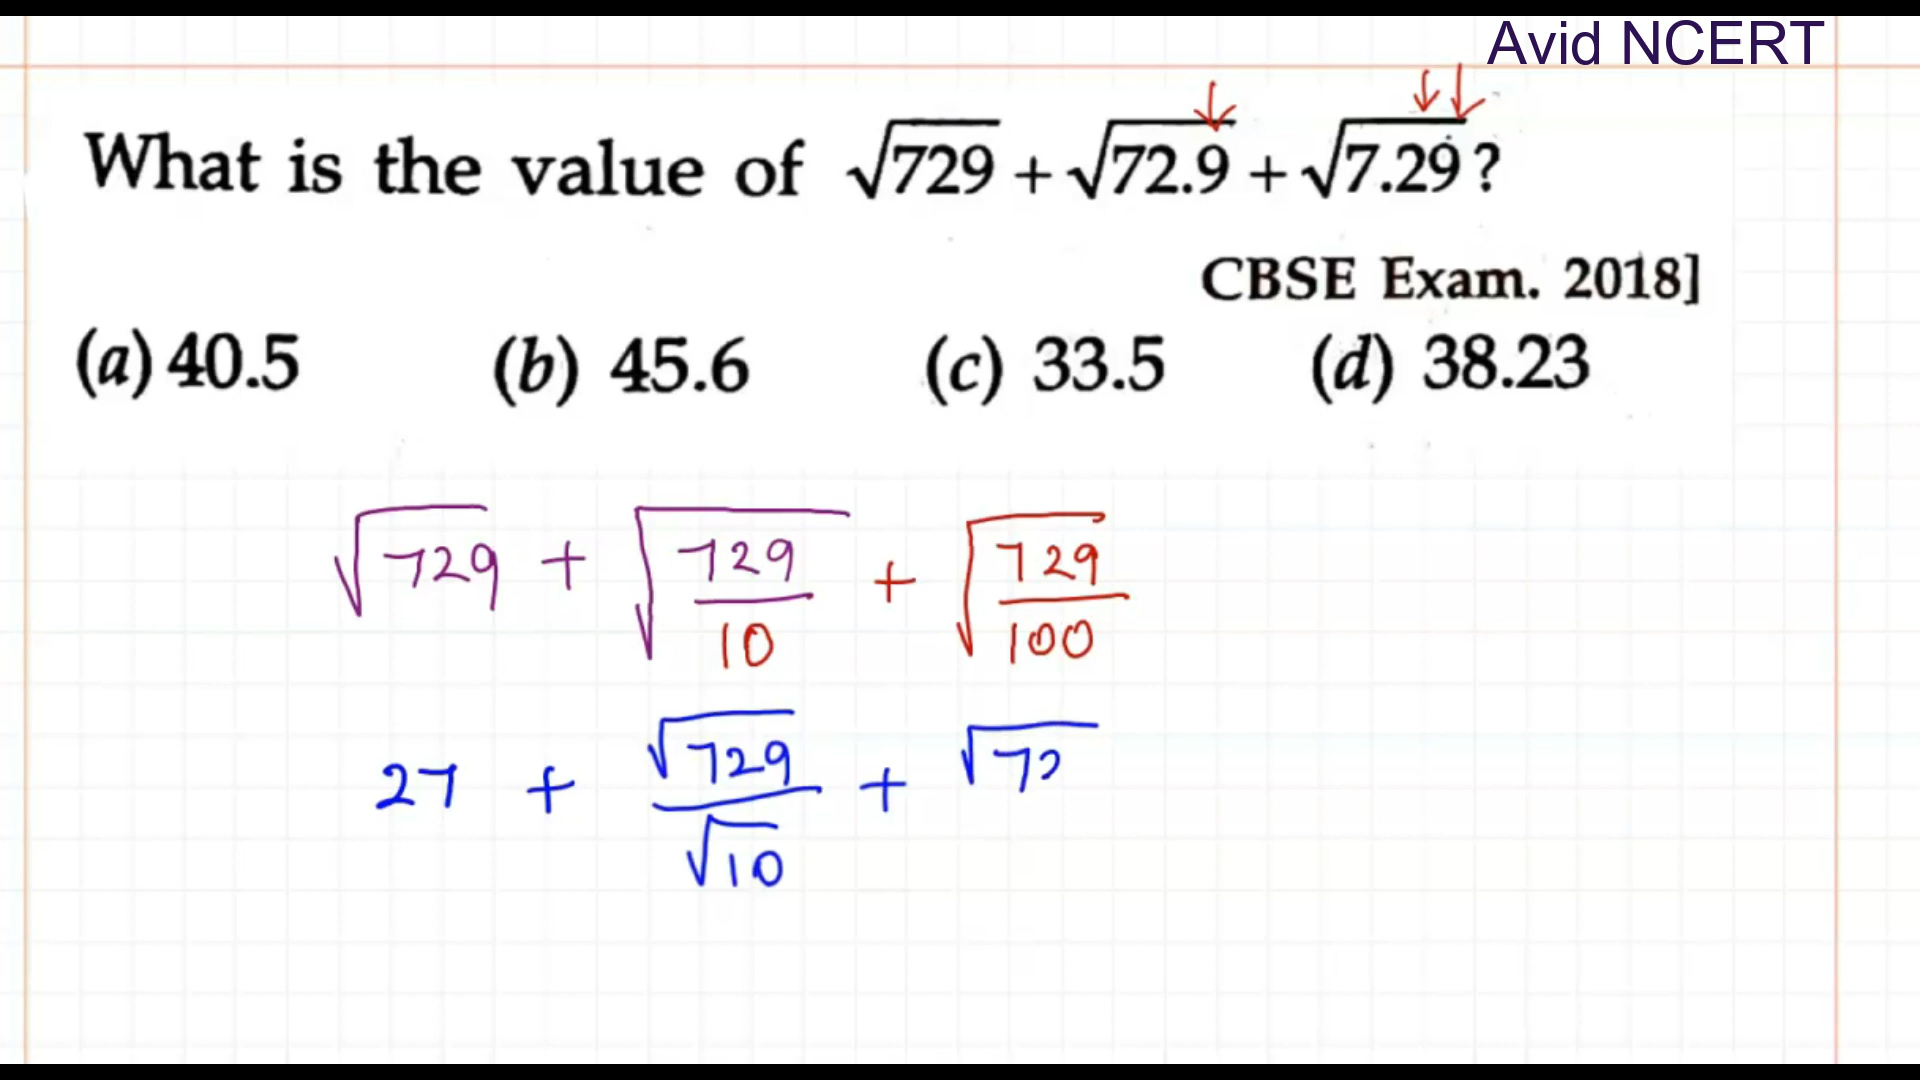 Avid NCERT
What is the value of √729 + √72.9 + √7.29 ?
CBSE Exam. 2018]
(a) 40.5 (b) 45.6 (c) 33.5 (d) 38.23
√729 + √(729/10) + √(729/100)
27 + √729/√10 + √72